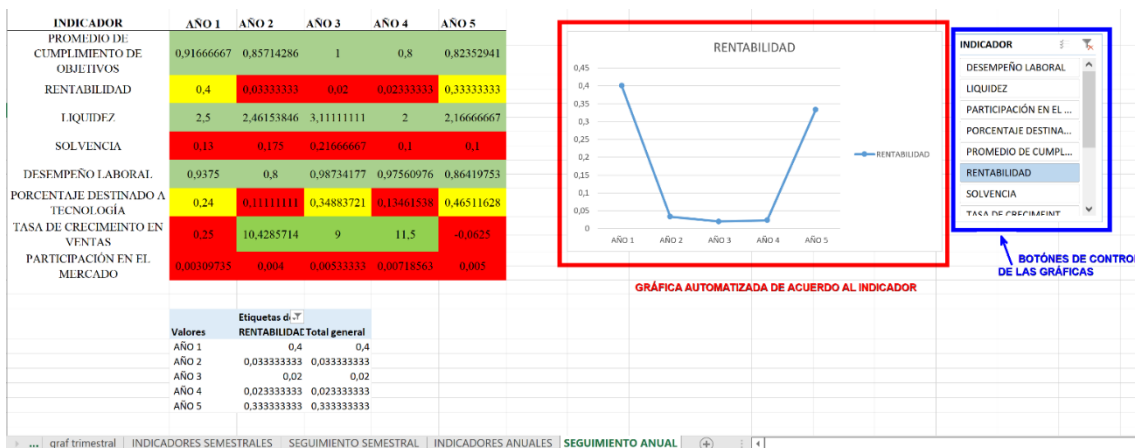 INDICADOR AÑO 1 AÑO 2 AÑO 3 AÑO 4 AÑO 5
PROMEDIO DE
CUMPLIMIENTO DE
OBJETIVOS
0,91666667 0,85714286 1 0,8 0,82352941
RENTABILIDAD 0,4 0,03333333 0,02 0,02333333 0,33333333
LIQUIDEZ 2,5 2,46153846 3,11111111 2 2,16666667
SOLVENCIA 0,13 0,175 0,21666667 0,1 0,1
DESEMPEÑO LABORAL 0,9375 0,8 0,98734177 0,97560976 0,86419753
PORCENTAJE DESTINADO A
TECNOLOGÍA
0,24 0,11111111 0,34883721 0,13461538 0,46511628
TASA DE CRECIMEINTO EN
VENTAS
0,25 10,4285714 9 11,5 -0,0625
PARTICIPACIÓN EN EL
MERCADO
0,00309735 0,004 0,00533333 0,00718563 0,005
Etiquetas d
Valores RENTABILIDAD Total general
AÑO 1 0,4 0,4
AÑO 2 0,033333333 0,033333333
AÑO 3 0,02 0,02
AÑO 4 0,023333333 0,023333333
AÑO 5 0,333333333 0,333333333
RENTABILIDAD
0,45
0,4
0,35
0,3
0,25
0,2
0,15
0,1
0,05
0
AÑO 1 AÑO 2 AÑO 3 AÑO 4 AÑO 5
RENTABILIDAD
GRÁFICA AUTOMATIZADA DE ACUERDO AL INDICADOR
INDICADOR
DESEMPEÑO LABORAL
LIQUIDEZ
PARTICIPACIÓN EN EL ...
PORCENTAJE DESTINA...
PROMEDIO DE CUMPL...
RENTABILIDAD
SOLVENCIA
TASA DE CRECIMEINT
BOTÓNES DE CONTRO
DE LAS GRÁFICAS
... graf trimestral INDICADORES SEMESTRALES SEGUIMIENTO SEMESTRAL INDICADORES ANUALES SEGUIMIENTO ANUAL